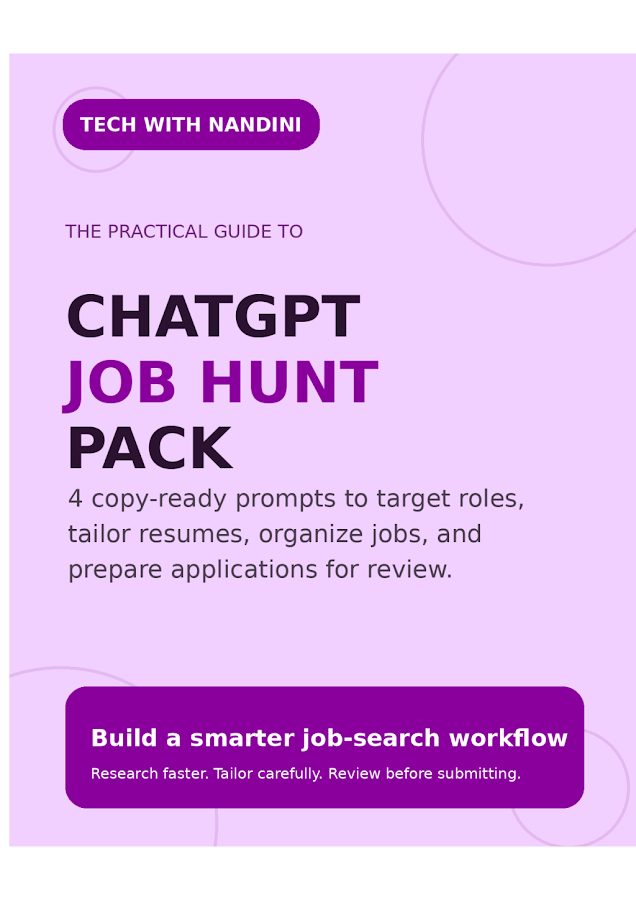 TECH WITH NANDINI
THE PRACTICAL GUIDE TO
CHATGPT
JOB HUNT
PACK
4 copy-ready prompts to target roles,
tailor resumes, organize jobs, and
prepare applications for review.
Build a smarter job-search workflow
Research faster. Tailor carefully. Review before submitting.